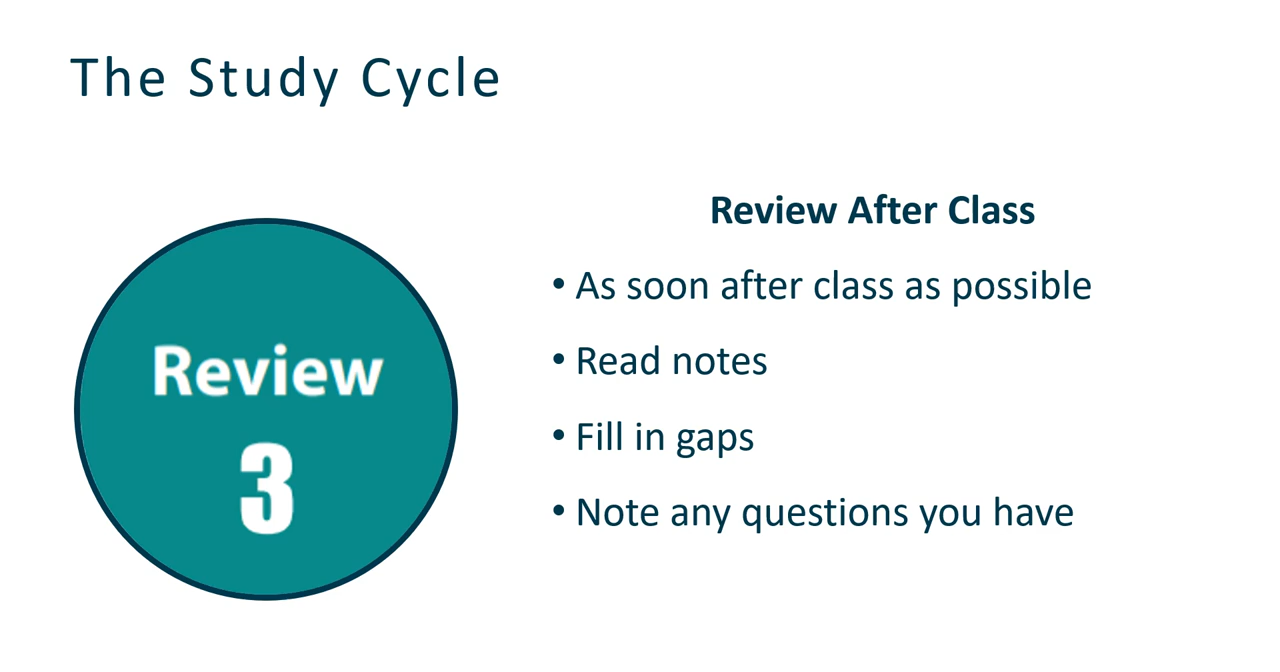 The Study Cycle
Review
3
Review After Class
• As soon after class as possible
• Read notes
• Fill in gaps
• Note any questions you have